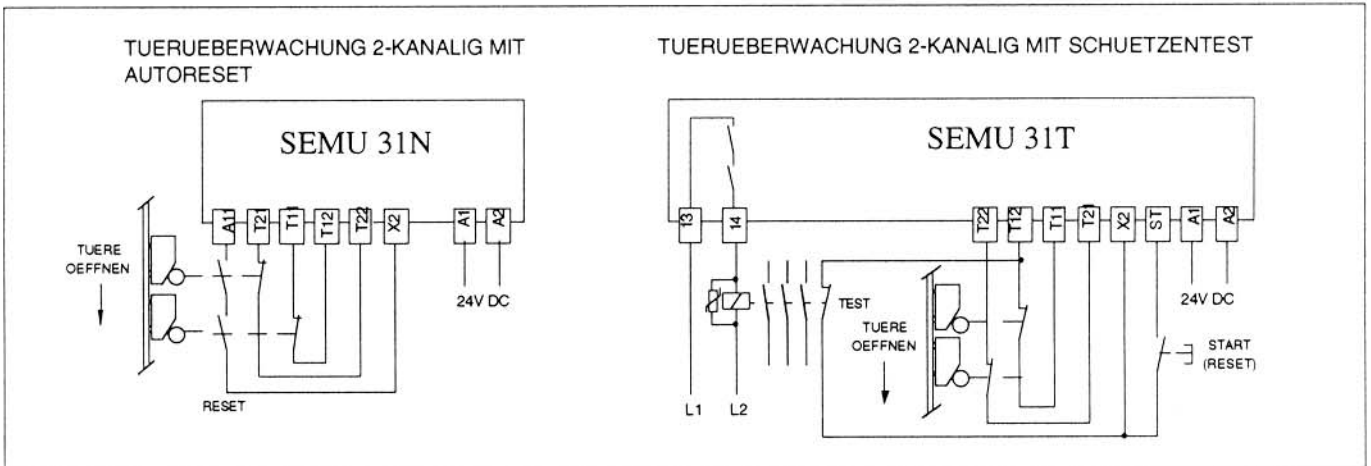 TUERUEBERWACHUNG 2-KANALIG MIT
AUTORESET
SEMU 31N
A11 T21 T11 T12 T22 X2 A1 A2
TUERE
OEFFNEN
24V DC
RESET
TUERUEBERWACHUNG 2-KANALIG MIT SCHUETZENTEST
SEMU 31T
13 14 T22 T12 T11 T21 X2 ST A1 A2
TEST
24V DC
TUERE
OEFFNEN
START
(RESET)
L1 L2